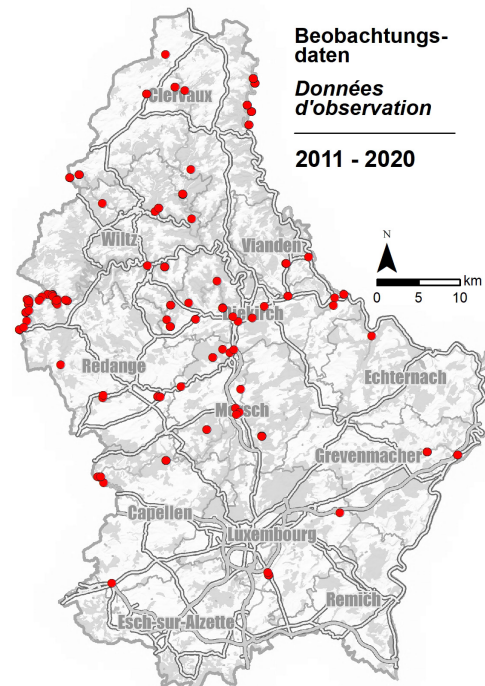 Beobachtungs-
daten
Données
d'observation
2011 - 2020
Clervaux
Wiltz
Vianden
N
km
0 5 10
Diekirch
Redange
Echternach
Mersch
Grevenmacher
Capellen
Luxembourg
Remich
Esch-sur-Alzette